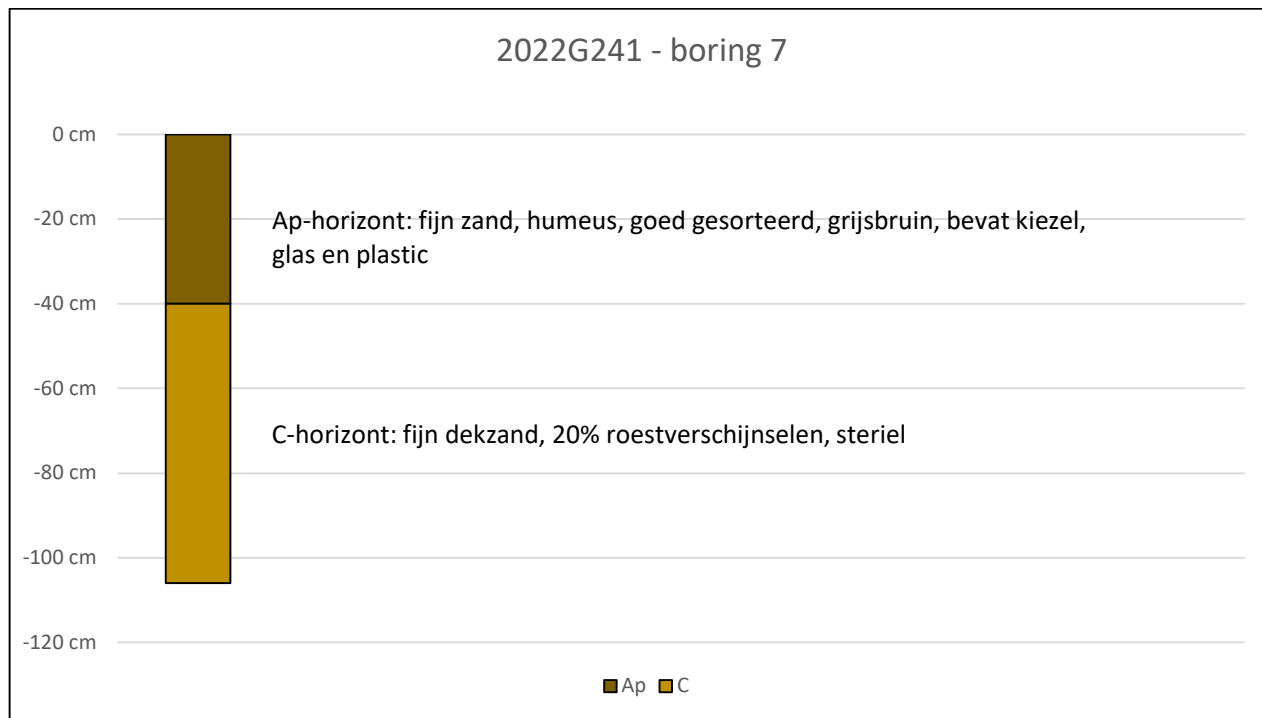 2022G241 - boring 7
0 cm
-20 cm
Ap-horizont: fijn zand, humeus, goed gesorteerd, grijsbruin, bevat kiezel,
glas en plastic
-40 cm
-60 cm
C-horizont: fijn dekzand, 20% roestverschijnselen, steriel
-80 cm
-100 cm
-120 cm
Ap C